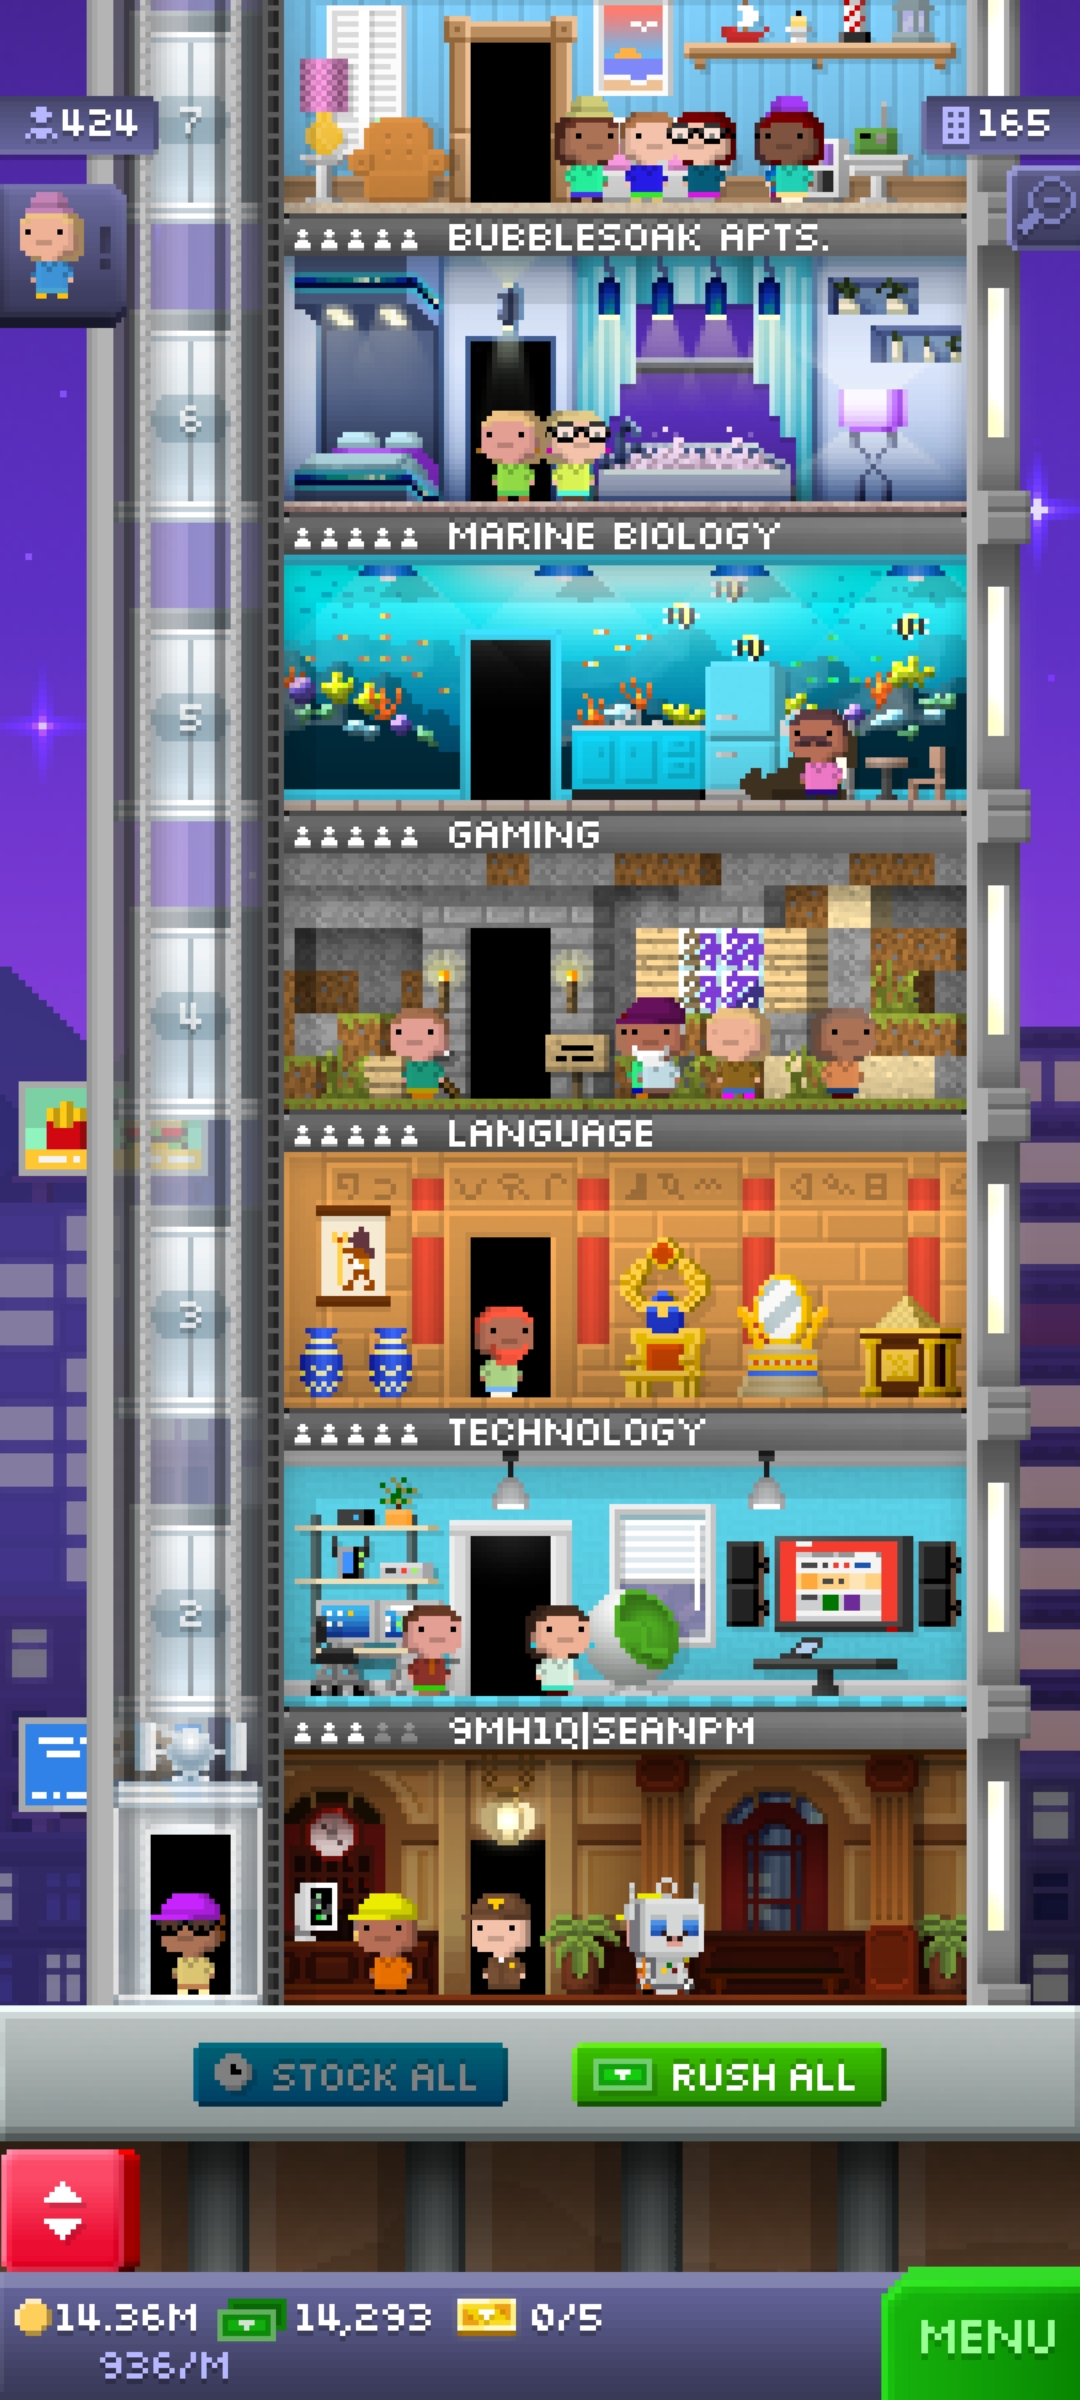 424
165
7
BUBBLESOAK APTS.
6
MARINE BIOLOGY
5
GAMING
4
LANGUAGE
3
TECHNOLOGY
2
9MH1Q|SEANPM
STOCK ALL
RUSH ALL
14.36M
14,293
0/5
936/M
MENU